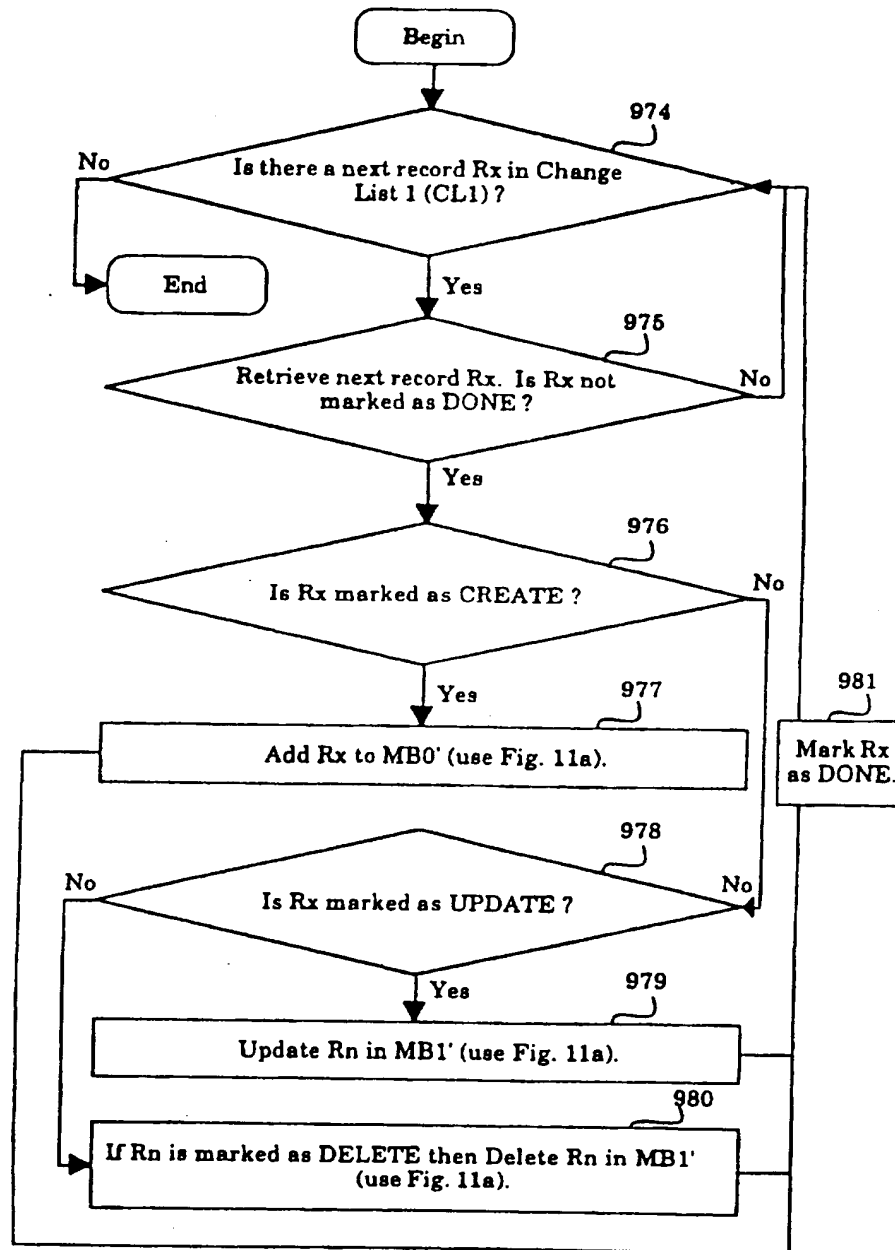 Begin
974
No
Is there a next record Rx in Change
List 1 (CL1) ?
End
Yes
975
Retrieve next record Rx. Is Rx not
marked as DONE ?
No
Yes
976
Is Rx marked as CREATE ?
No
Yes
977
981
Add Rx to MB0' (use Fig. 11a).
Mark Rx
as DONE.
978
No
Is Rx marked as UPDATE ?
No
Yes
979
Update Rn in MB1' (use Fig. 11a).
980
If Rn is marked as DELETE then Delete Rn in MB1'
(use Fig. 11a).